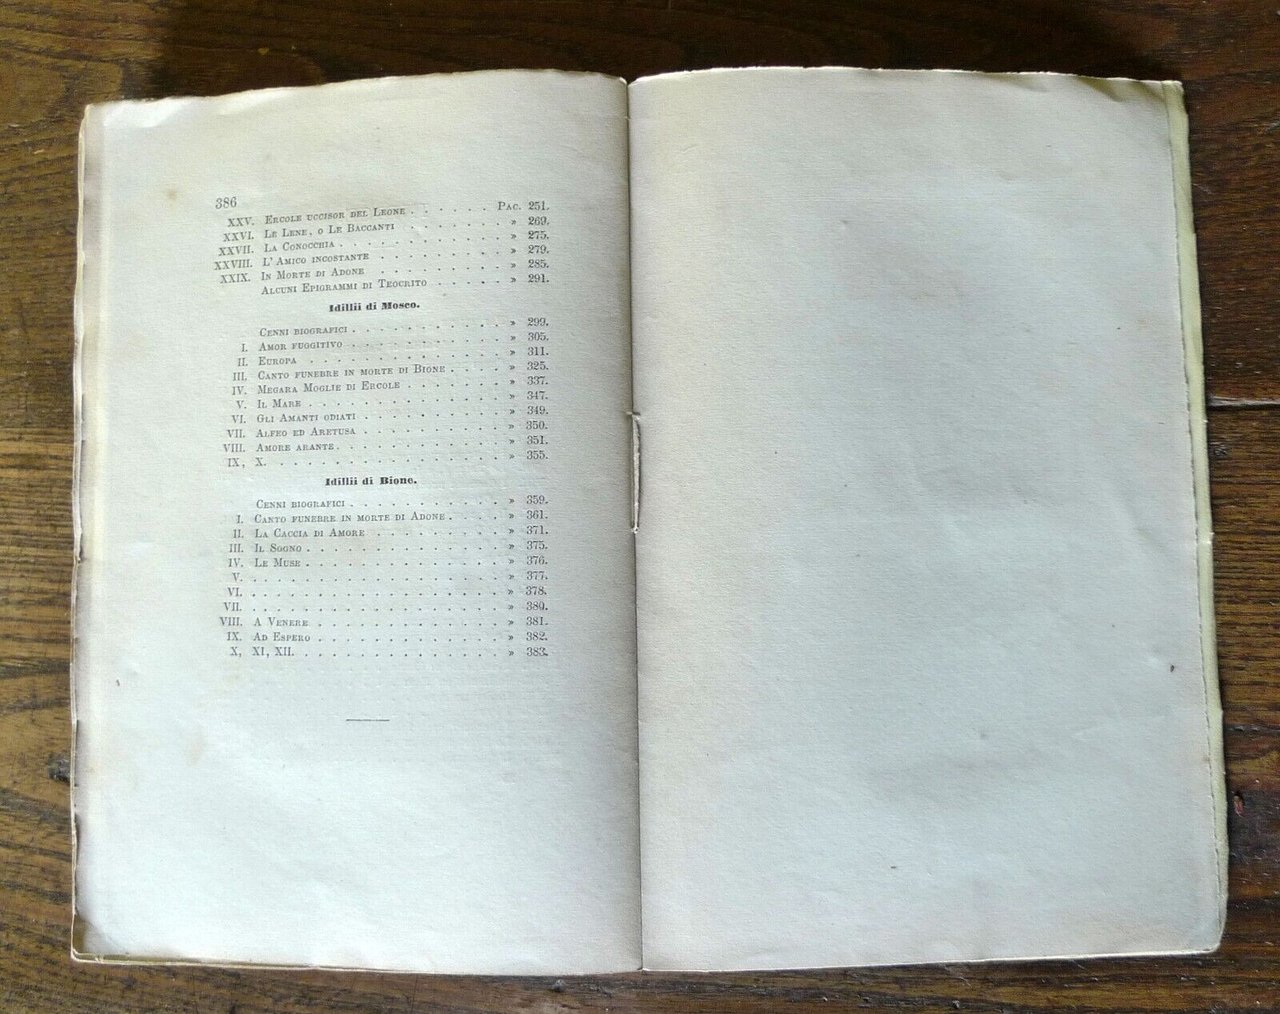 386
XXV. Ercole uccisor del Leone . . . . . . Pag. 251.
XXVI. Le Lene, o Le Baccanti . . . . . . » 269.
XXVII. La Conocchia . . . . . . . . . . . » 275.
XXVIII. L' Amico incostante . . . . . . . . » 279.
XXIX. In Morte di Adone . . . . . . . . . » 285.
Alcuni Epigrammi di Teocrito . . . . . » 291.
Idillii di Mosco.
Cenni biografici . . . . . . . . . . . » 299.
I. Amor fuggitivo . . . . . . . . . . . » 305.
II. Europa . . . . . . . . . . . . . . » 311.
III. Canto funebre in morte di Bione . . . . » 325.
IV. Megara Moglie di Ercole . . . . . . . » 337.
V. Il Mare . . . . . . . . . . . . . . » 347.
VI. Gli Amanti odiati . . . . . . . . . . » 349.
VII. Alfeo ed Aretusa . . . . . . . . . . » 350.
VIII. Amore arante . . . . . . . . . . . . » 351.
IX, X. . . . . . . . . . . . . . . . . » 355.
Idillii di Bione.
Cenni biografici . . . . . . . . . . . » 359.
I. Canto funebre in morte di Adone . . . . » 361.
II. La Caccia di Amore . . . . . . . . . » 371.
III. Il Sogno . . . . . . . . . . . . . . » 375.
IV. Le Muse . . . . . . . . . . . . . . » 376.
V. . . . . . . . . . . . . . . . . . . » 377.
VI. . . . . . . . . . . . . . . . . . . » 378.
VII. . . . . . . . . . . . . . . . . . . » 380.
VIII. A Venere . . . . . . . . . . . . . . » 381.
IX. Ad Espero . . . . . . . . . . . . . » 382.
X, XI, XII. . . . . . . . . . . . . . . » 383.